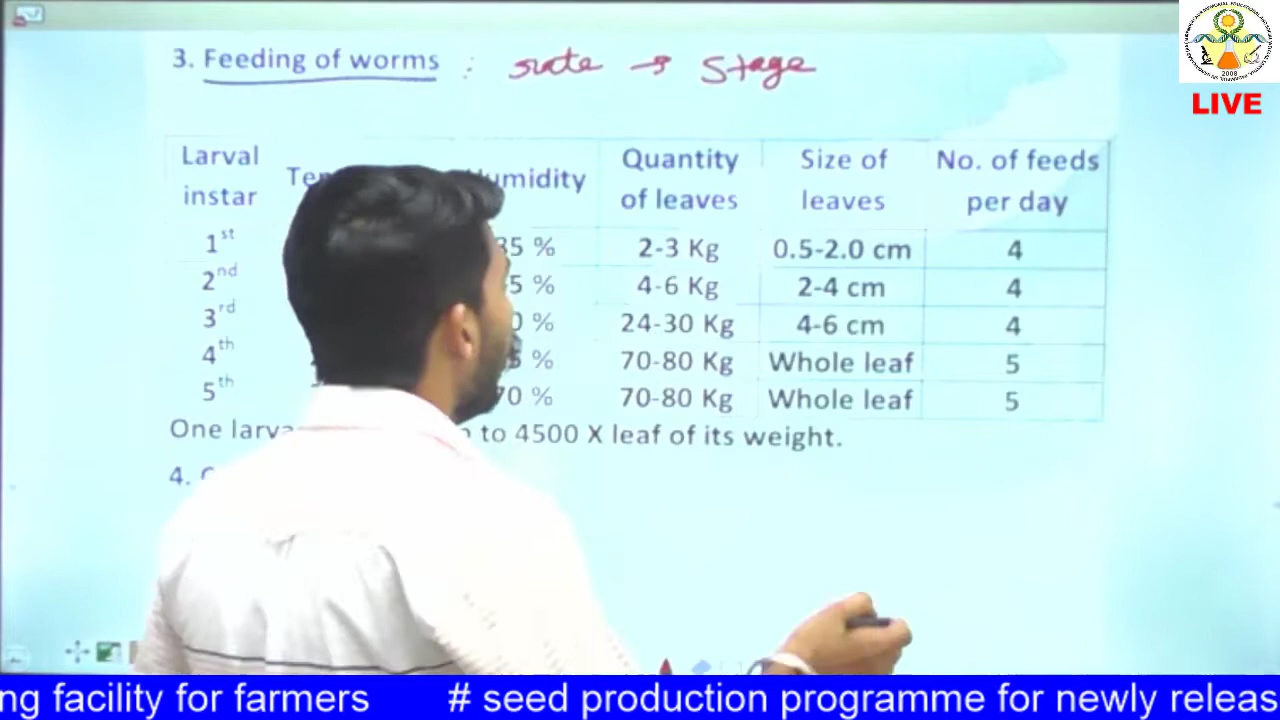 3. Feeding of worms : rate → Stage
LIVE
Larval instar Quantity of leaves Size of leaves No. of feeds per day
1st 2-3 Kg 0.5-2.0 cm 4
2nd 4-6 Kg 2-4 cm 4
3rd 24-30 Kg 4-6 cm 4
4th 70-80 Kg Whole leaf 5
5th 70 % 70-80 Kg Whole leaf 5
One to 4500 X leaf of its weight.
4.
facility for farmers # seed production programme for newly
2008